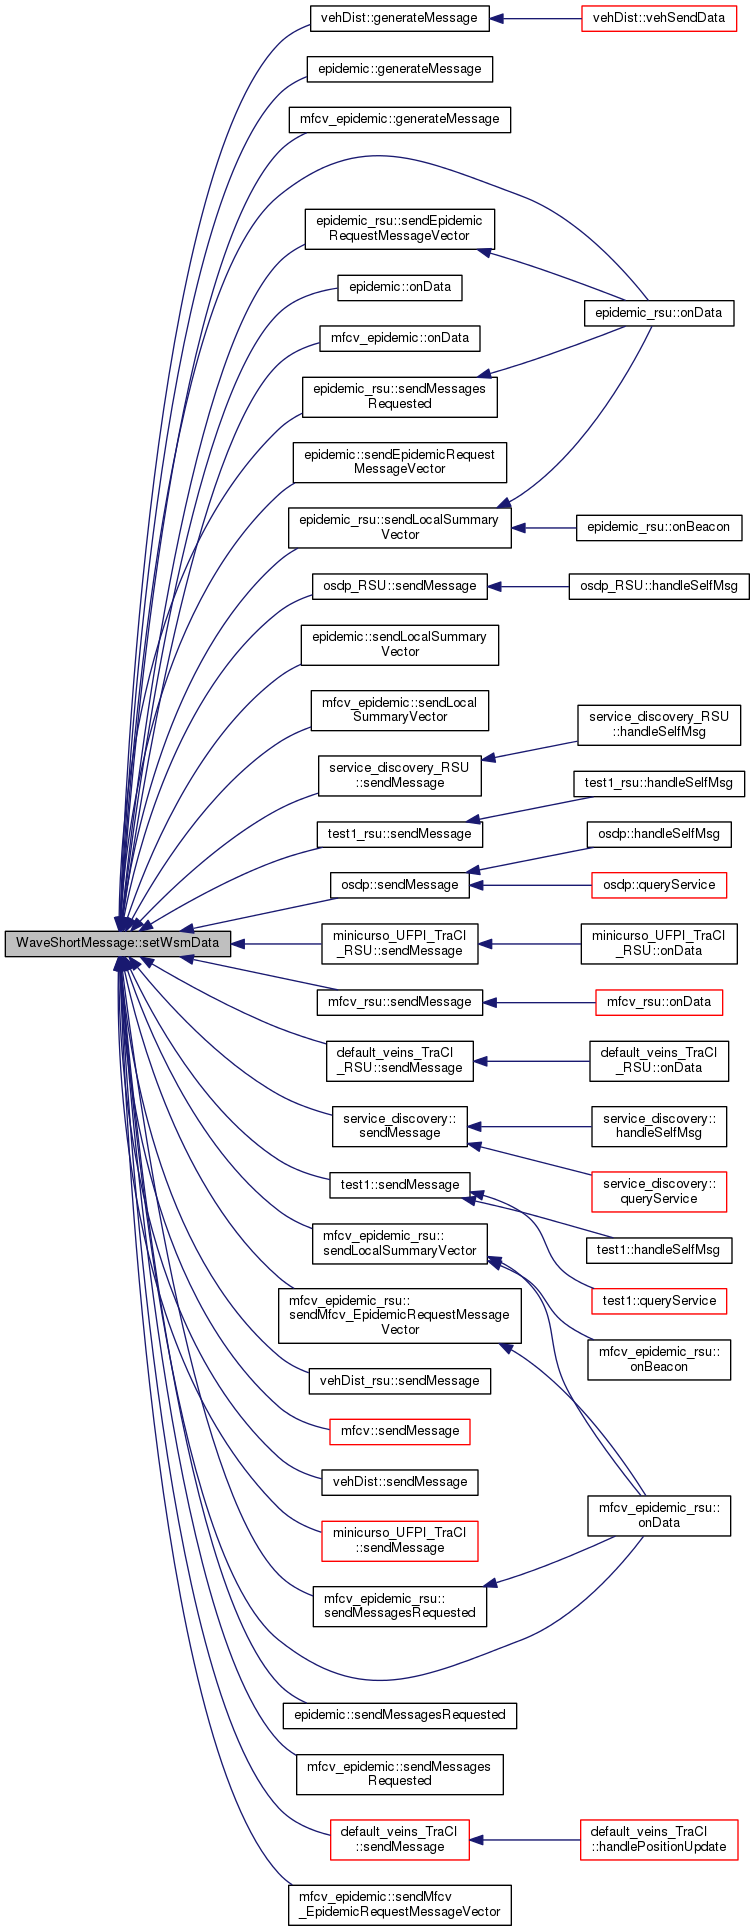 vehDist::generateMessage
vehDist::vehSendData
epidemic::generateMessage
mfcv_epidemic::generateMessage
epidemic_rsu::sendEpidemic
RequestMessageVector
epidemic::onData
epidemic_rsu::onData
mfcv_epidemic::onData
epidemic_rsu::sendMessages
Requested
epidemic::sendEpidemicRequest
MessageVector
epidemic_rsu::sendLocalSummary
Vector
epidemic_rsu::onBeacon
osdp_RSU::sendMessage
osdp_RSU::handleSelfMsg
epidemic::sendLocalSummary
Vector
mfcv_epidemic::sendLocal
SummaryVector
service_discovery_RSU
::handleSelfMsg
service_discovery_RSU
::sendMessage
test1_rsu::handleSelfMsg
test1_rsu::sendMessage
osdp::handleSelfMsg
osdp::sendMessage
osdp::queryService
WaveShortMessage::setWsmData
minicurso_UFPI_TraCI
_RSU::sendMessage
minicurso_UFPI_TraCI
_RSU::onData
mfcv_rsu::sendMessage
mfcv_rsu::onData
default_veins_TraCI
_RSU::sendMessage
default_veins_TraCI
_RSU::onData
service_discovery::
sendMessage
service_discovery::
handleSelfMsg
test1::sendMessage
service_discovery::
queryService
mfcv_epidemic_rsu::
sendLocalSummaryVector
test1::handleSelfMsg
mfcv_epidemic_rsu::
sendMfcv_EpidemicRequestMessage
Vector
test1::queryService
mfcv_epidemic_rsu::
onBeacon
vehDist_rsu::sendMessage
mfcv::sendMessage
vehDist::sendMessage
mfcv_epidemic_rsu::
onData
minicurso_UFPI_TraCI
::sendMessage
mfcv_epidemic_rsu::
sendMessagesRequested
epidemic::sendMessagesRequested
mfcv_epidemic::sendMessages
Requested
default_veins_TraCI
::sendMessage
default_veins_TraCI
::handlePositionUpdate
mfcv_epidemic::sendMfcv
_EpidemicRequestMessageVector